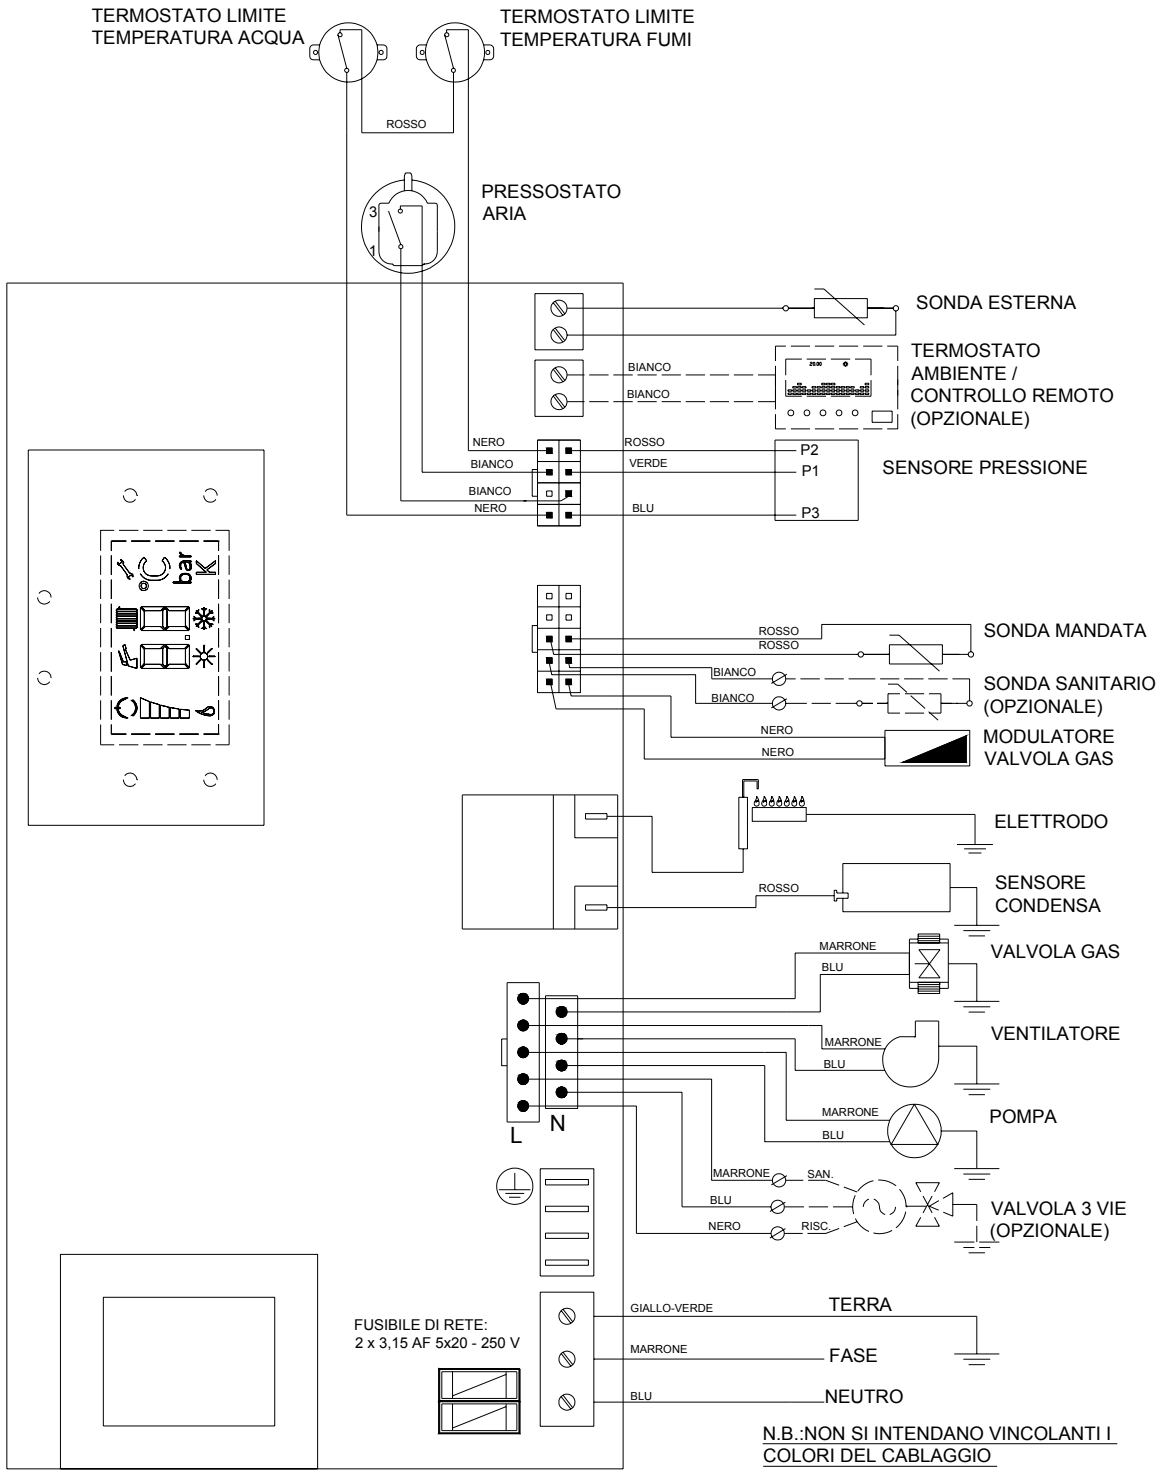 TERMOSTATO LIMITE
TEMPERATURA ACQUA
TERMOSTATO LIMITE
TEMPERATURA FUMI
ROSSO
PRESSOSTATO
ARIA
3
1
SONDA ESTERNA
TERMOSTATO
AMBIENTE /
CONTROLLO REMOTO
(OPZIONALE)
BIANCO
BIANCO
20:00
NERO
ROSSO
P2
BIANCO
VERDE
P1
SENSORE PRESSIONE
BIANCO
NERO
BLU
P3
°C
bar
K
ROSSO
ROSSO
SONDA MANDATA
BIANCO
BIANCO
SONDA SANITARIO
(OPZIONALE)
NERO
NERO
MODULATORE
VALVOLA GAS
ELETTRODO
ROSSO
SENSORE
CONDENSA
MARRONE
BLU
VALVOLA GAS
MARRONE
BLU
VENTILATORE
MARRONE
BLU
POMPA
L
N
MARRONE
SAN.
BLU
NERO
RISC.
VALVOLA 3 VIE
(OPZIONALE)
FUSIBILE DI RETE:
2 x 3,15 AF 5x20 - 250 V
GIALLO-VERDE
TERRA
MARRONE
FASE
BLU
NEUTRO
N.B.:NON SI INTENDANO VINCOLANTI I
COLORI DEL CABLAGGIO